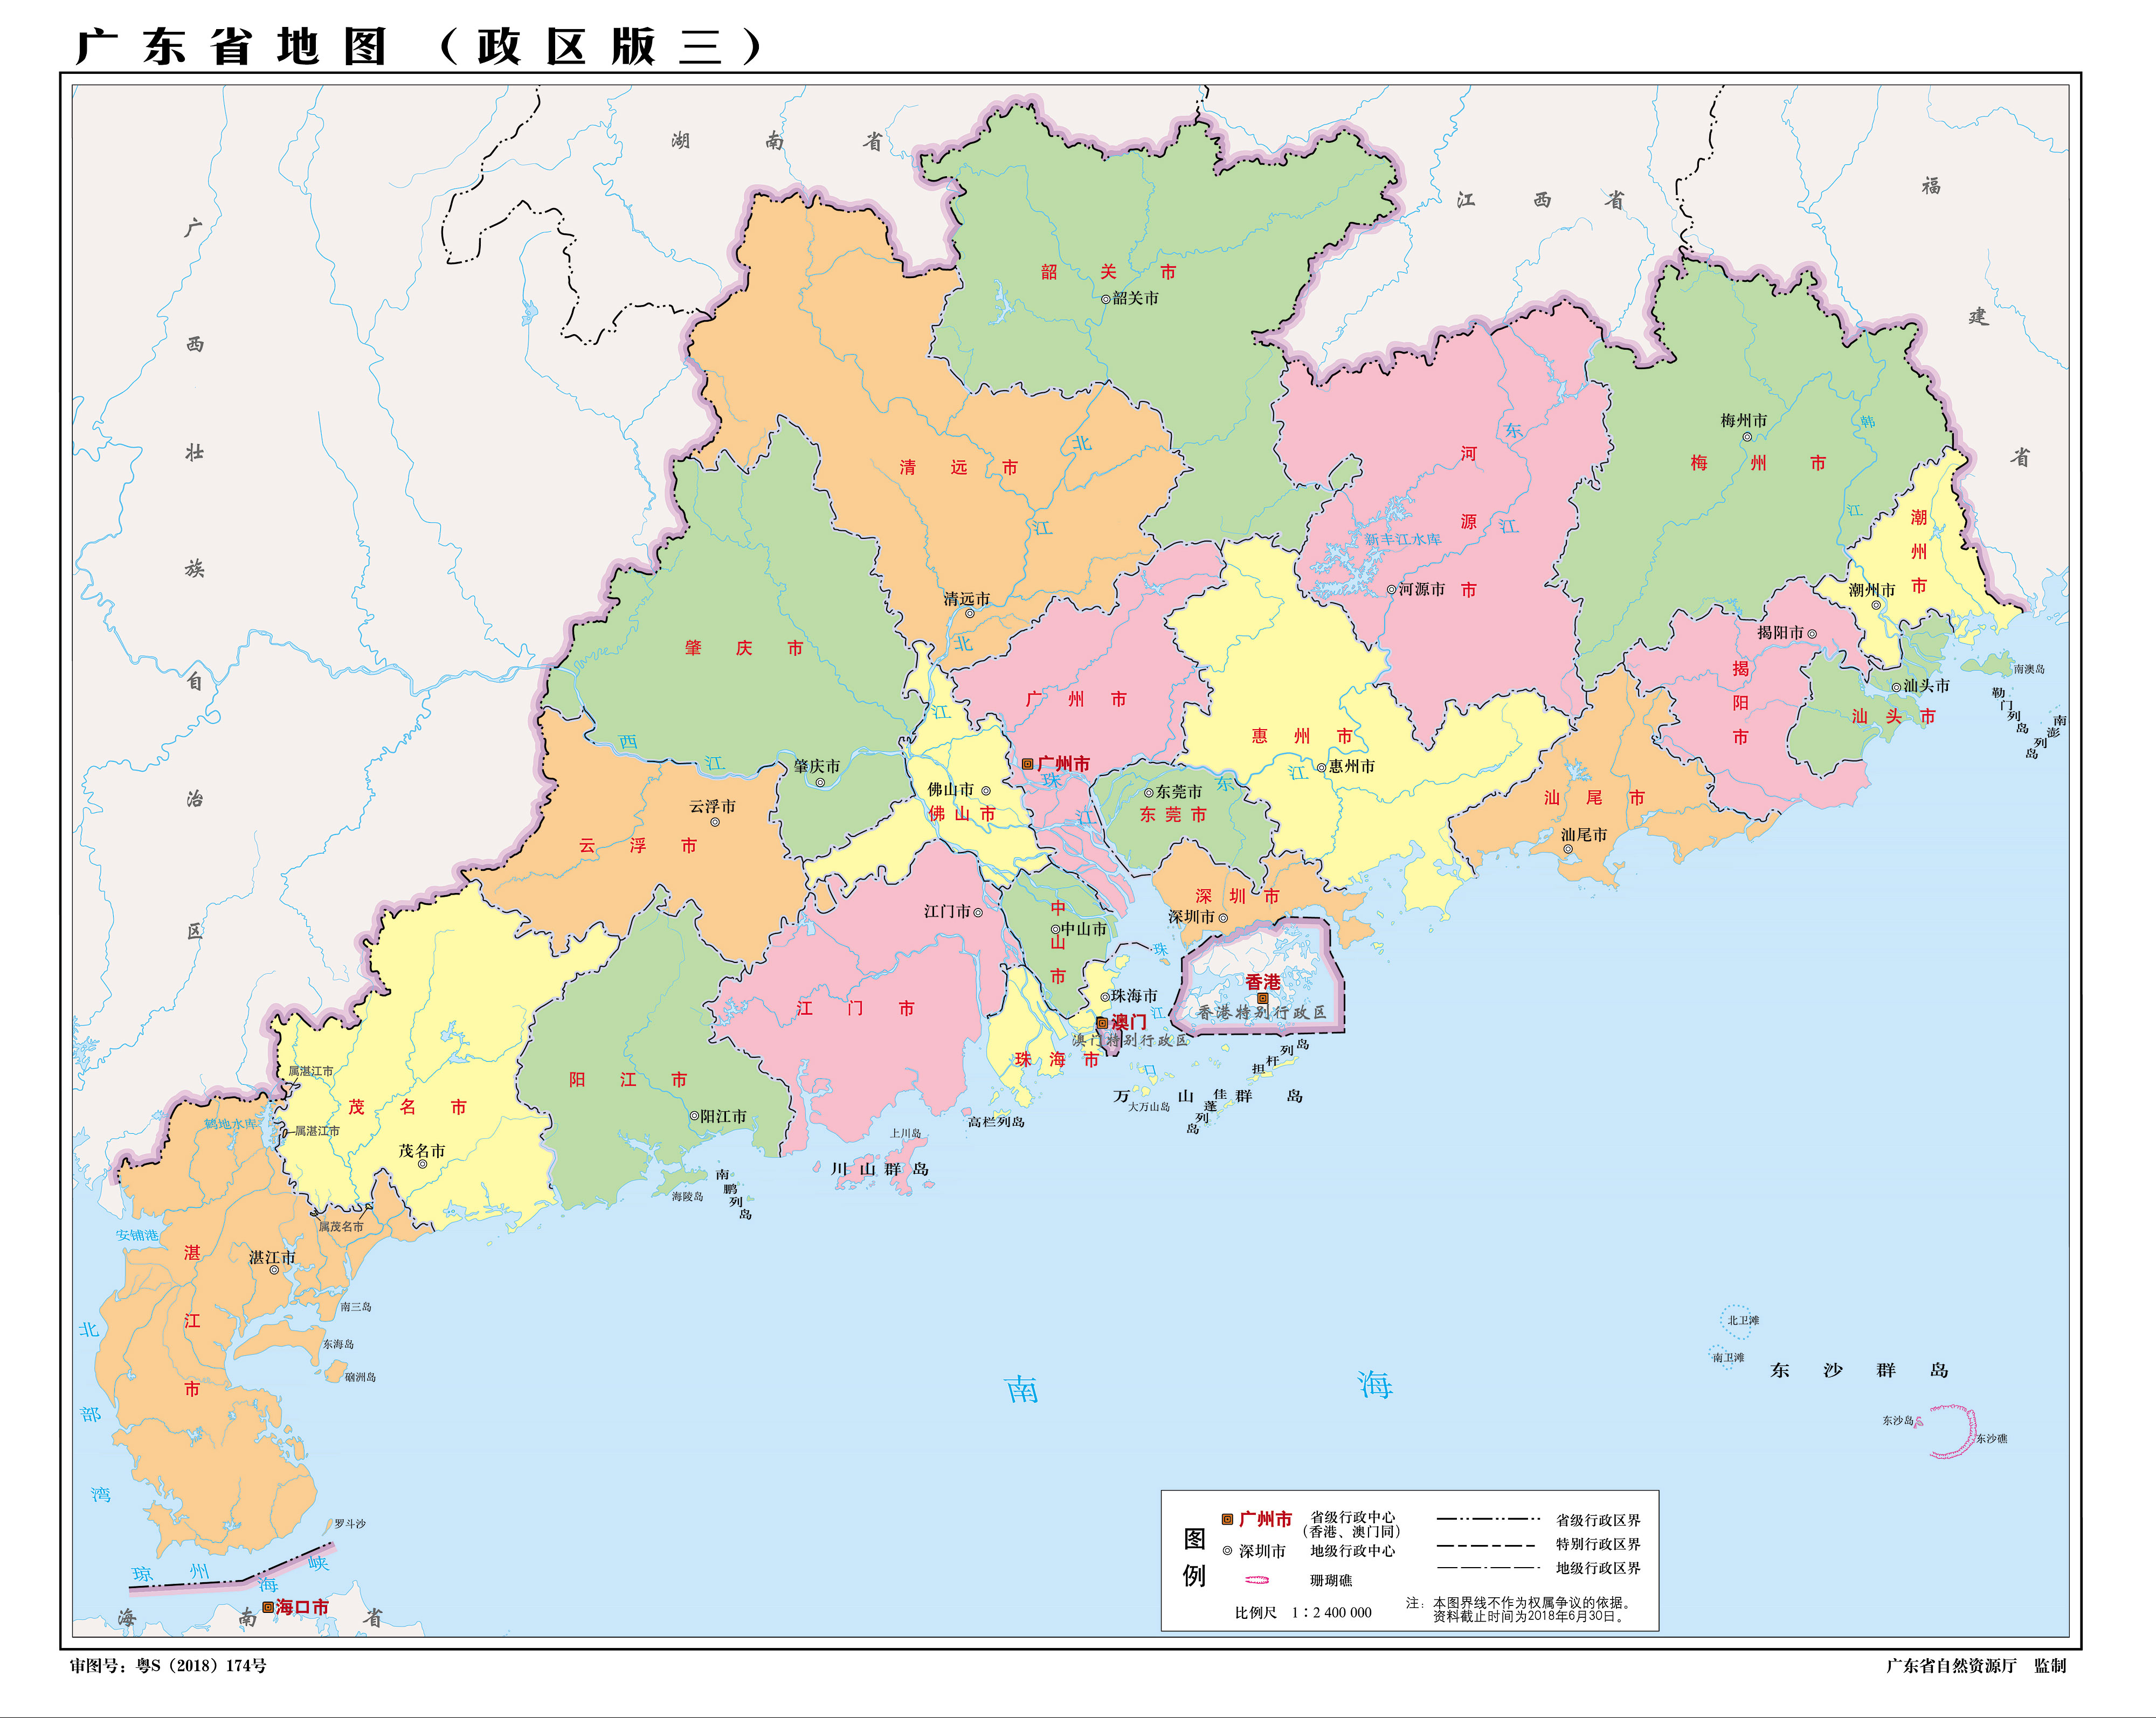 广东省地图（政区版三）
湖南省
江西省
福建省
广西壮族自治区
海南省
韶关市
韶关市
清远市
清远市
北江
北江
河源市
河源市
东江
新丰江水库
梅州市
梅州市
韩江
潮州市
潮州市
揭阳市
揭阳市
汕头市
汕头市
南澳岛
勒门列岛
南澎列岛
肇庆市
肇庆市
西江
广州市
广州市
珠江
惠州市
惠州市
东江
东莞市
东莞市
佛山市
佛山市
云浮市
云浮市
汕尾市
汕尾市
深圳市
深圳市
江门市
江门市
中山市
中山市
珠江口
香港
香港特别行政区
珠海市
珠海市
澳门
澳门特别行政区
担杆列岛
佳蓬列岛
万山群岛
大万山岛
高栏列岛
上川岛
川山群岛
阳江市
阳江市
海陵岛
南鹏列岛
茂名市
茂名市
属湛江市
属湛江市
属茂名市
鹤地水库
安铺港
湛江市
湛江市
南三岛
东海岛
硇洲岛
北部湾
罗斗沙
琼州海峡
海口市
南海
北卫滩
南卫滩
东沙群岛
东沙岛
东沙礁
图例
广州市 省级行政中心
（香港、澳门同）
深圳市 地级行政中心
珊瑚礁
比例尺 1：2 400 000
省级行政区界
特别行政区界
地级行政区界
注：本图界线不作为权属争议的依据。
资料截止时间为2018年6月30日。
审图号：粤S（2018）174号
广东省自然资源厅 监制